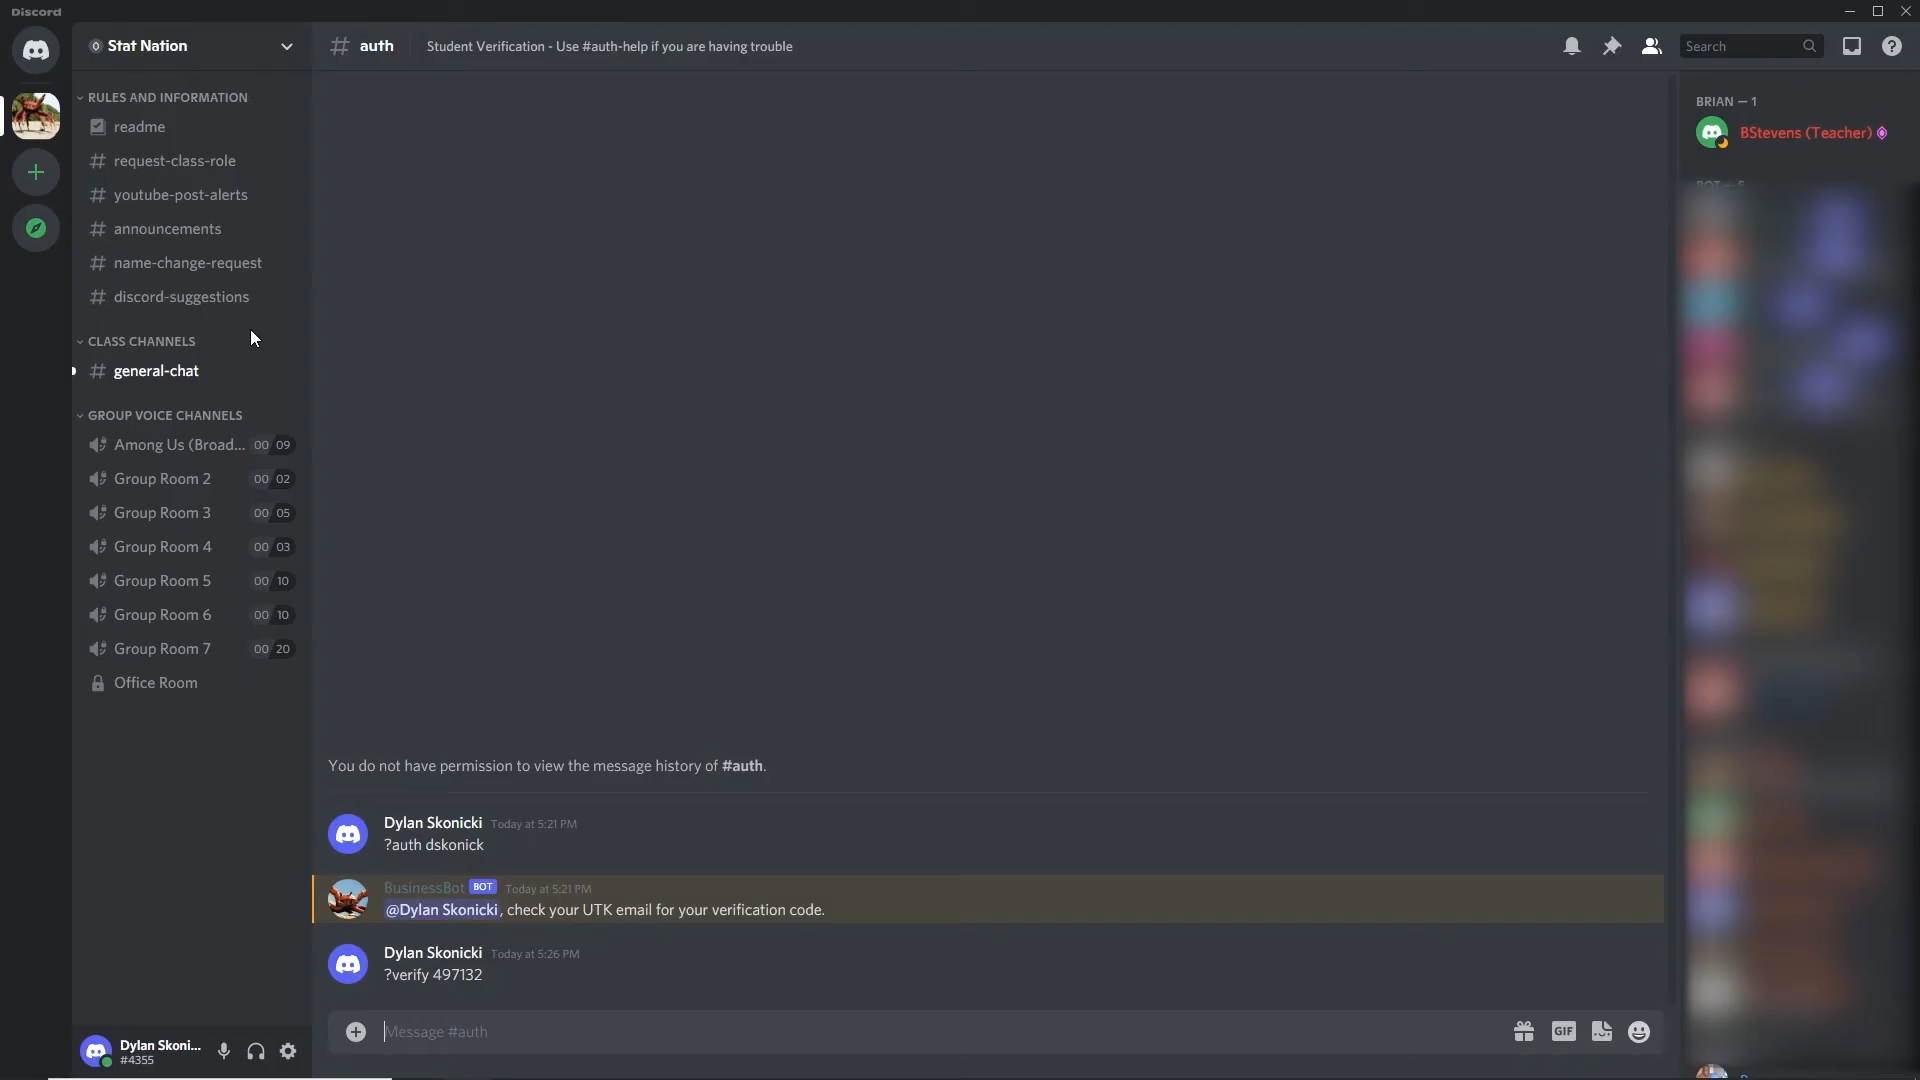 Discord
Stat Nation
# auth
Student Verification - Use #auth-help if you are having trouble
Search
RULES AND INFORMATION
readme
# request-class-role
# youtube-post-alerts
# announcements
# name-change-request
# discord-suggestions
CLASS CHANNELS
# general-chat
GROUP VOICE CHANNELS
Among Us (Broad... 00 09
Group Room 2 00 02
Group Room 3 00 05
Group Room 4 00 03
Group Room 5 00 10
Group Room 6 00 10
Group Room 7 00 20
Office Room
You do not have permission to view the message history of #auth.
Dylan Skonicki Today at 5:21 PM
?auth dskonick
BusinessBot BOT Today at 5:21 PM
@Dylan Skonicki, check your UTK email for your verification code.
Dylan Skonicki Today at 5:26 PM
?verify 497132
Message #auth
GIF
Dylan Skoni...
#4355
BRIAN — 1
BStevens (Teacher)